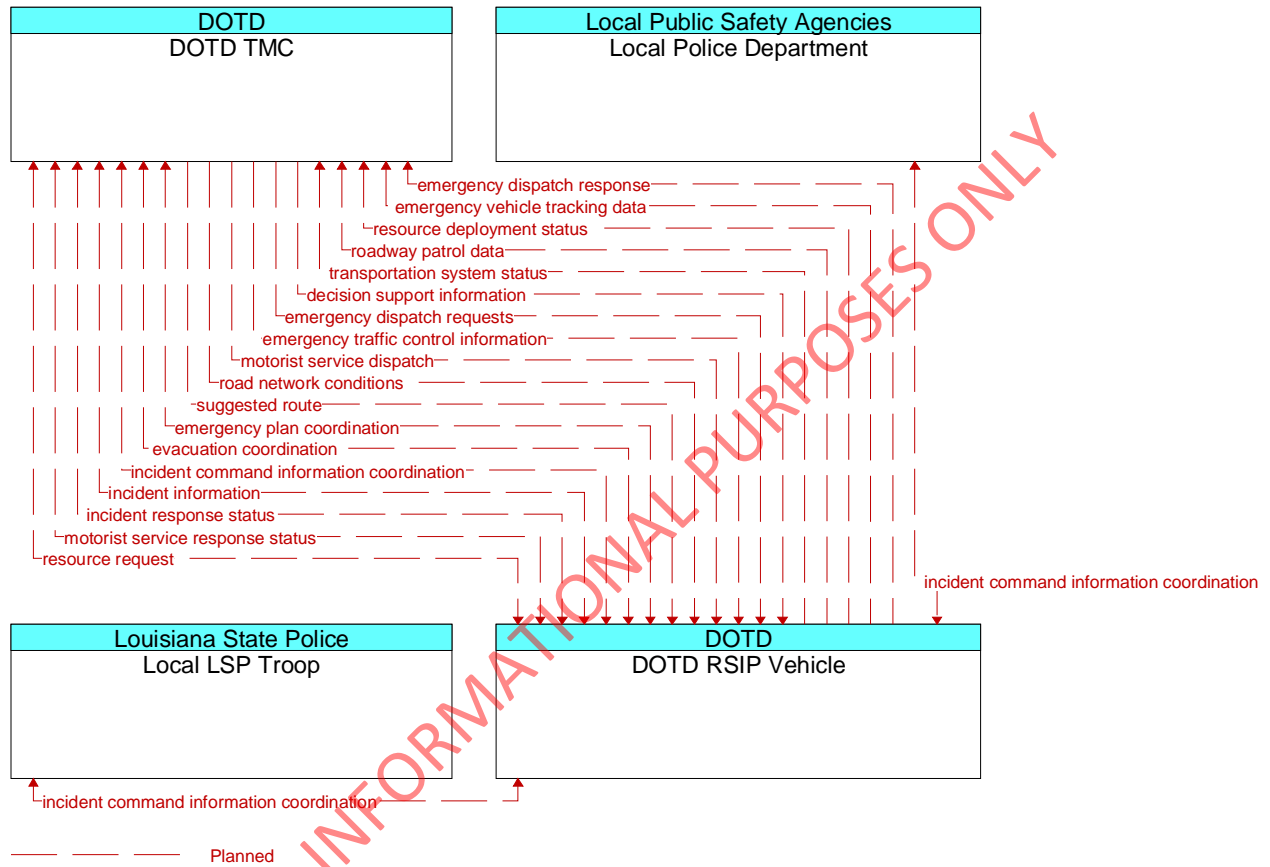 DOTD
DOTD TMC
Local Public Safety Agencies
Local Police Department
emergency dispatch response
emergency vehicle tracking data
resource deployment status
roadway patrol data
transportation system status
decision support information
emergency dispatch requests
emergency traffic control information
motorist service dispatch
road network conditions
suggested route
emergency plan coordination
evacuation coordination
incident command information coordination
incident information
incident response status
motorist service response status
resource request
incident command information coordination
Louisiana State Police
Local LSP Troop
DOTD
DOTD RSIP Vehicle
incident command information coordination
Planned
INFORMATIONAL PURPOSES ONLY